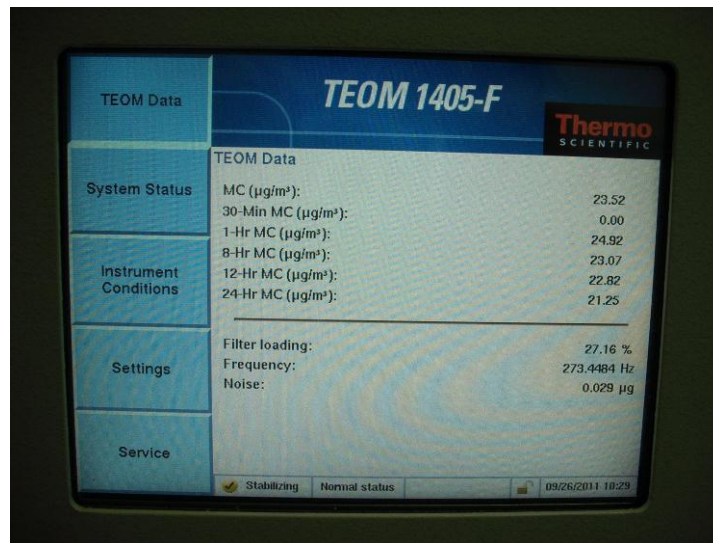 TEOM Data
TEOM 1405-F
Thermo
SCIENTIFIC
System Status
Instrument
Conditions
Settings
Service
TEOM Data
MC (µg/m³): 23.52
30-Min MC (µg/m³): 0.00
1-Hr MC (µg/m³): 24.92
8-Hr MC (µg/m³): 23.07
12-Hr MC (µg/m³): 22.82
24-Hr MC (µg/m³): 21.25
Filter loading: 27.16 %
Frequency: 273.4484 Hz
Noise: 0.029 µg
Stabilizing Normal status 09/26/2011 10:29